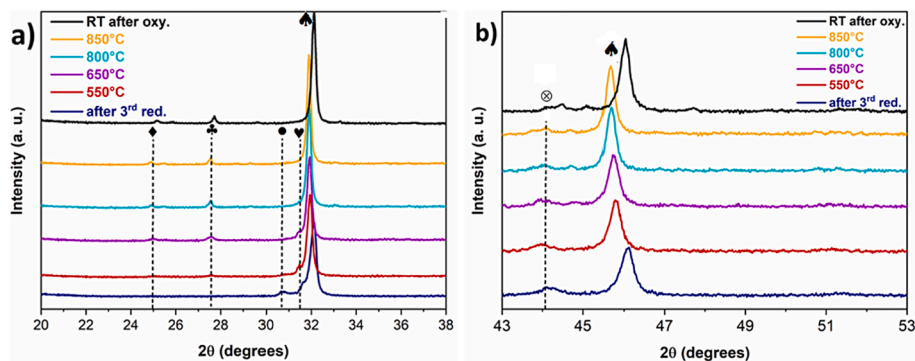 a)
RT after oxy.
850°C
800°C
650°C
550°C
after 3rd red.
♠
♦
♣
●
♥
Intensity (a. u.)
20 22 24 26 28 30 32 34 36 38
2θ (degrees)
b)
RT after oxy.
850°C
800°C
650°C
550°C
after 3rd red.
♠
⊗
Intensity (a. u.)
43 45 47 49 51 53
2θ (degrees)